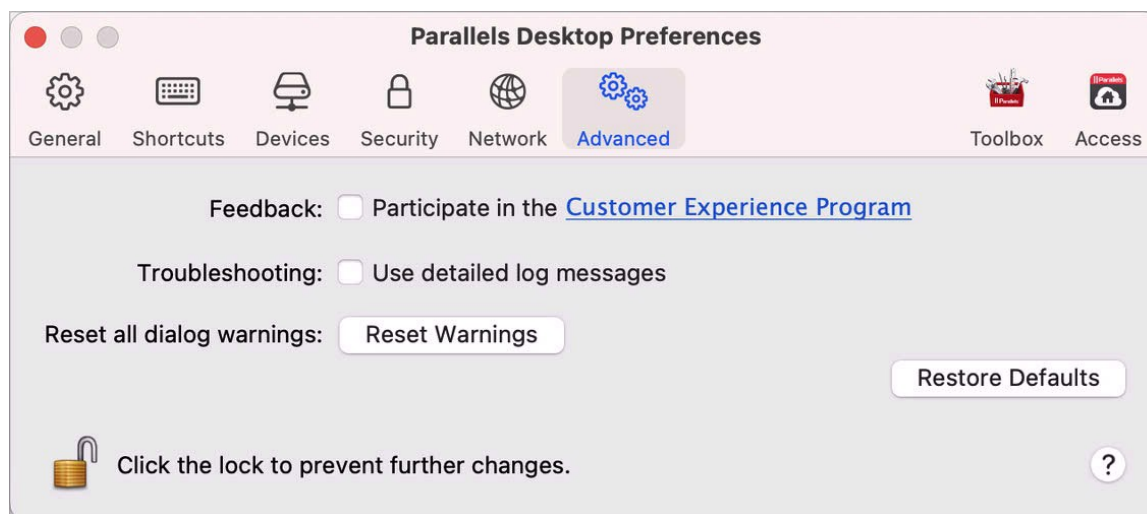 Parallels Desktop Preferences
General Shortcuts Devices Security Network Advanced Toolbox Access
Feedback: Participate in the Customer Experience Program
Troubleshooting: Use detailed log messages
Reset all dialog warnings: Reset Warnings
Restore Defaults
Click the lock to prevent further changes. ?